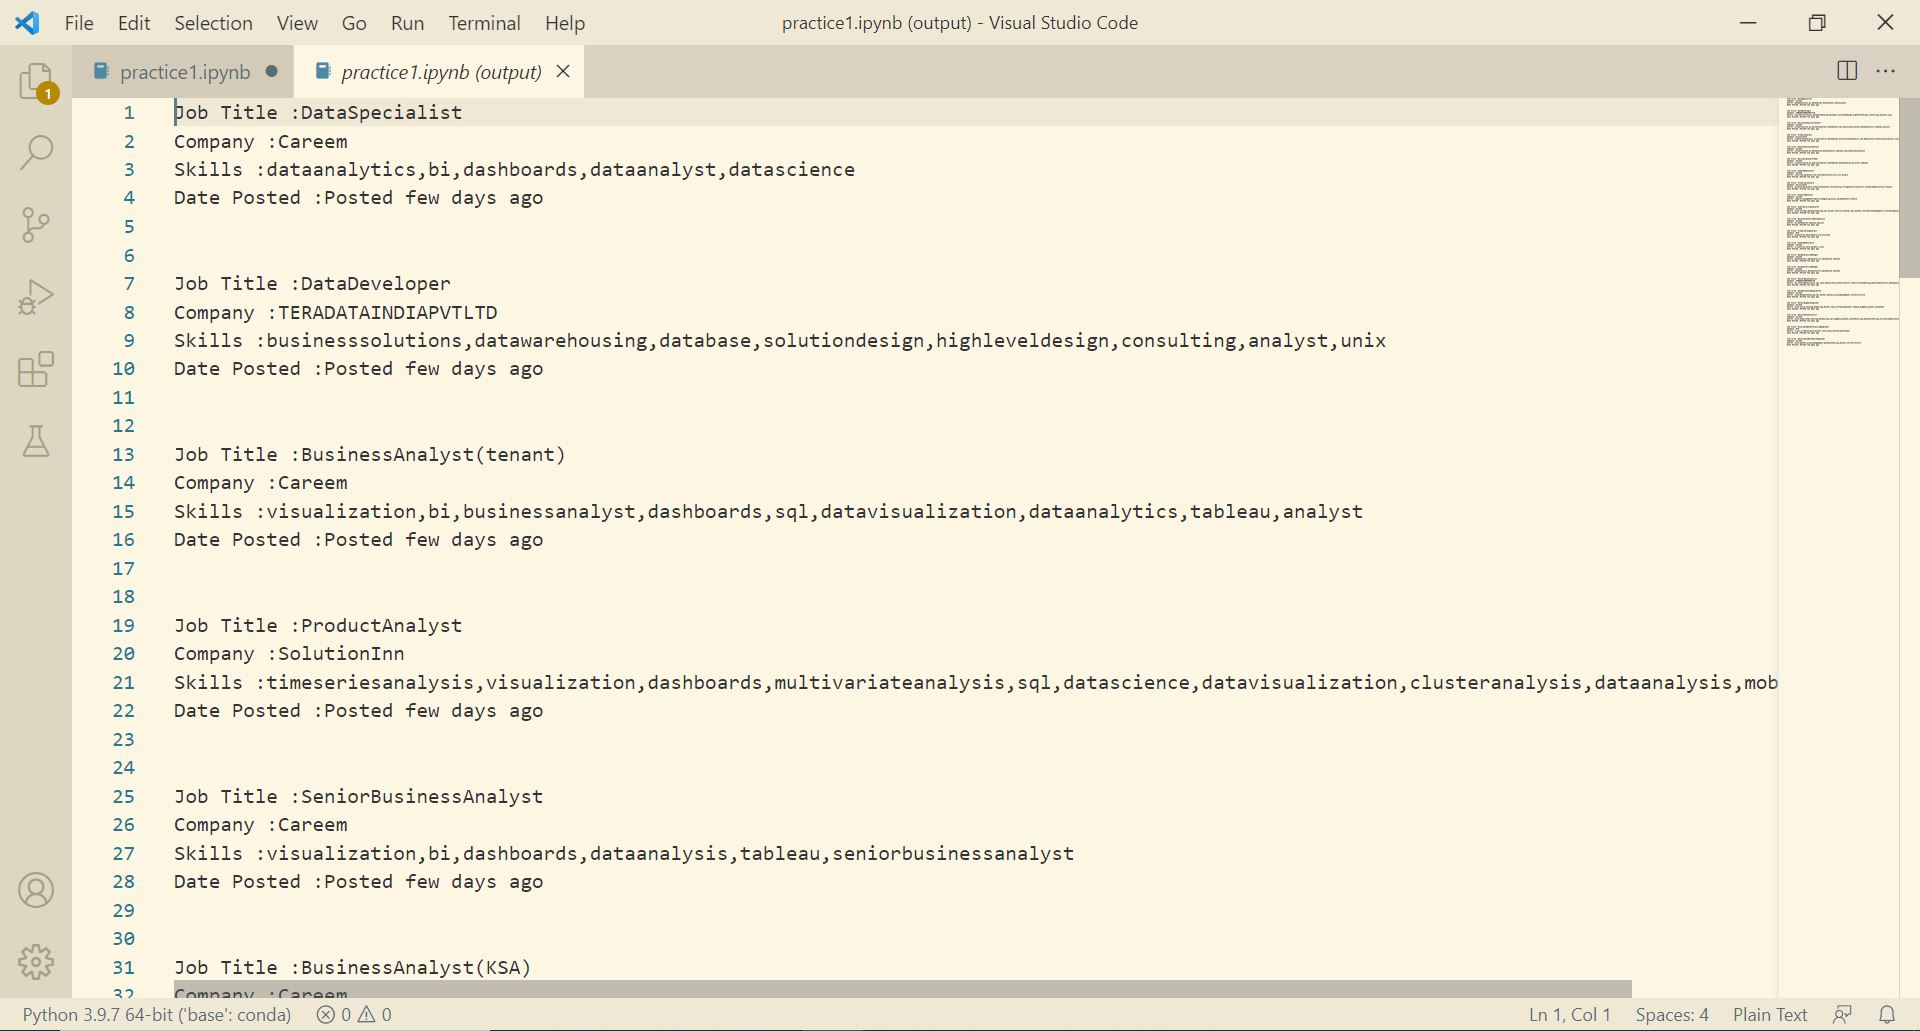 File Edit Selection View Go Run Terminal Help practice1.ipynb (output) - Visual Studio Code
practice1.ipynb practice1.ipynb (output)
1
1 Job Title :DataSpecialist
2 Company :Careem
3 Skills :dataanalytics,bi,dashboards,dataanalyst,datascience
4 Date Posted :Posted few days ago
5
6
7 Job Title :DataDeveloper
8 Company :TERADATAINDIAPVTLTD
9 Skills :businesssolutions,datawarehousing,database,solutiondesign,highleveldesign,consulting,analyst,unix
10 Date Posted :Posted few days ago
11
12
13 Job Title :BusinessAnalyst(tenant)
14 Company :Careem
15 Skills :visualization,bi,businessanalyst,dashboards,sql,datavisualization,dataanalytics,tableau,analyst
16 Date Posted :Posted few days ago
17
18
19 Job Title :ProductAnalyst
20 Company :SolutionInn
21 Skills :timeseriesanalysis,visualization,dashboards,multivariateanalysis,sql,datascience,datavisualization,clusteranalysis,dataanalysis,mob
22 Date Posted :Posted few days ago
23
24
25 Job Title :SeniorBusinessAnalyst
26 Company :Careem
27 Skills :visualization,bi,dashboards,dataanalysis,tableau,seniorbusinessanalyst
28 Date Posted :Posted few days ago
29
30
31 Job Title :BusinessAnalyst(KSA)
32 Company :Careem
Python 3.9.7 64-bit ('base': conda) 0 0 Ln 1, Col 1 Spaces: 4 Plain Text